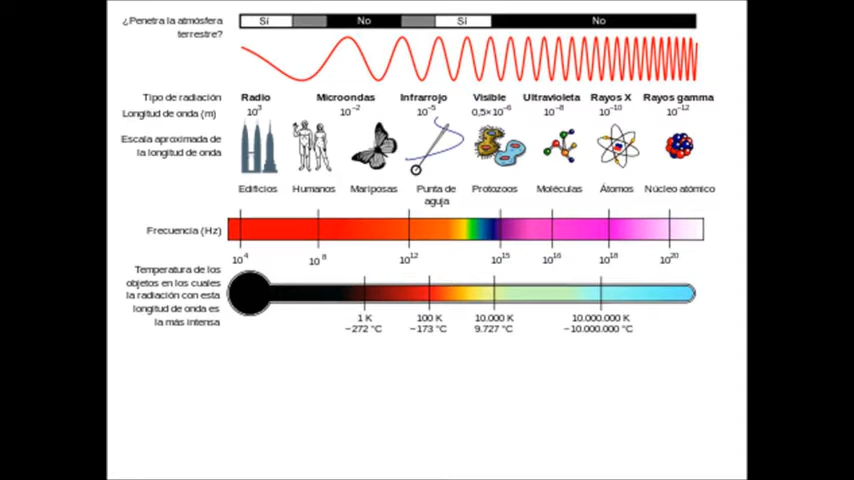 ¿Penetra la atmósfera
terrestre?
Sí No Sí No
Tipo de radiación Radio Microondas Infrarrojo Visible Ultravioleta Rayos X Rayos gamma
Longitud de onda (m) 10³ 10⁻² 10⁻⁵ 0,5×10⁻⁶ 10⁻⁸ 10⁻¹⁰ 10⁻¹²
Escala aproximada de
la longitud de onda
Edificios Humanos Mariposas Punta de
aguja
Protozoos Moléculas Átomos Núcleo atómico
Frecuencia (Hz)
10⁴ 10⁸ 10¹² 10¹⁵ 10¹⁶ 10¹⁸ 10²⁰
Temperatura de los
objetos en los cuales
la radiación con esta
longitud de onda es
la más intensa
1 K 100 K 10.000 K 10.000.000 K
−272 °C −173 °C 9.727 °C ~10.000.000 °C